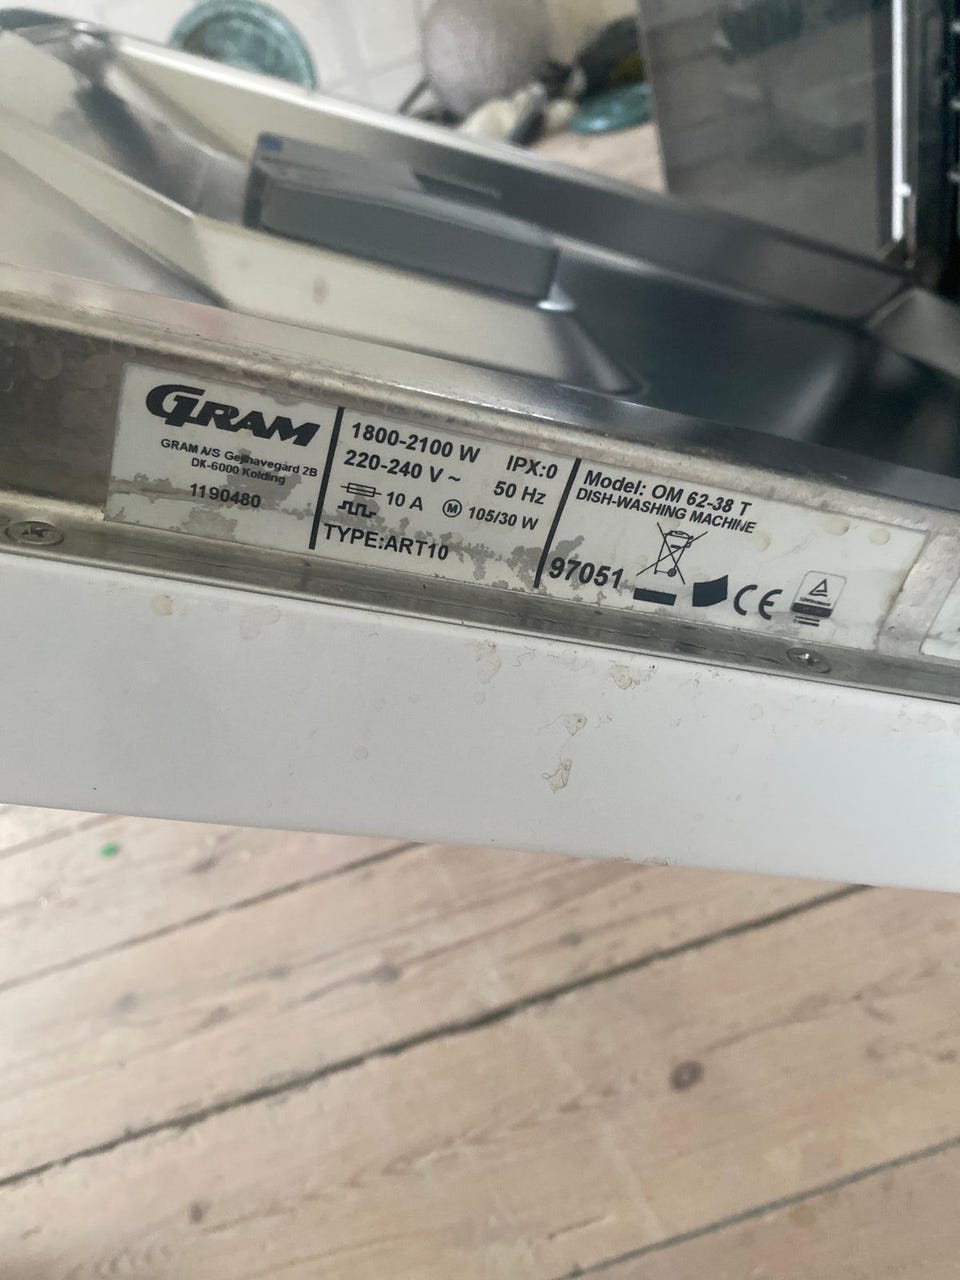 GRAM
GRAM A/S Gejlhavegård 2B
DK-6000 Kolding
1190480
1800-2100 W IPX:0
220-240 V ~ 50 Hz
10 A M 105/30 W
TYPE:ART10
Model: OM 62-38 T
DISH-WASHING MACHINE
97051
CE